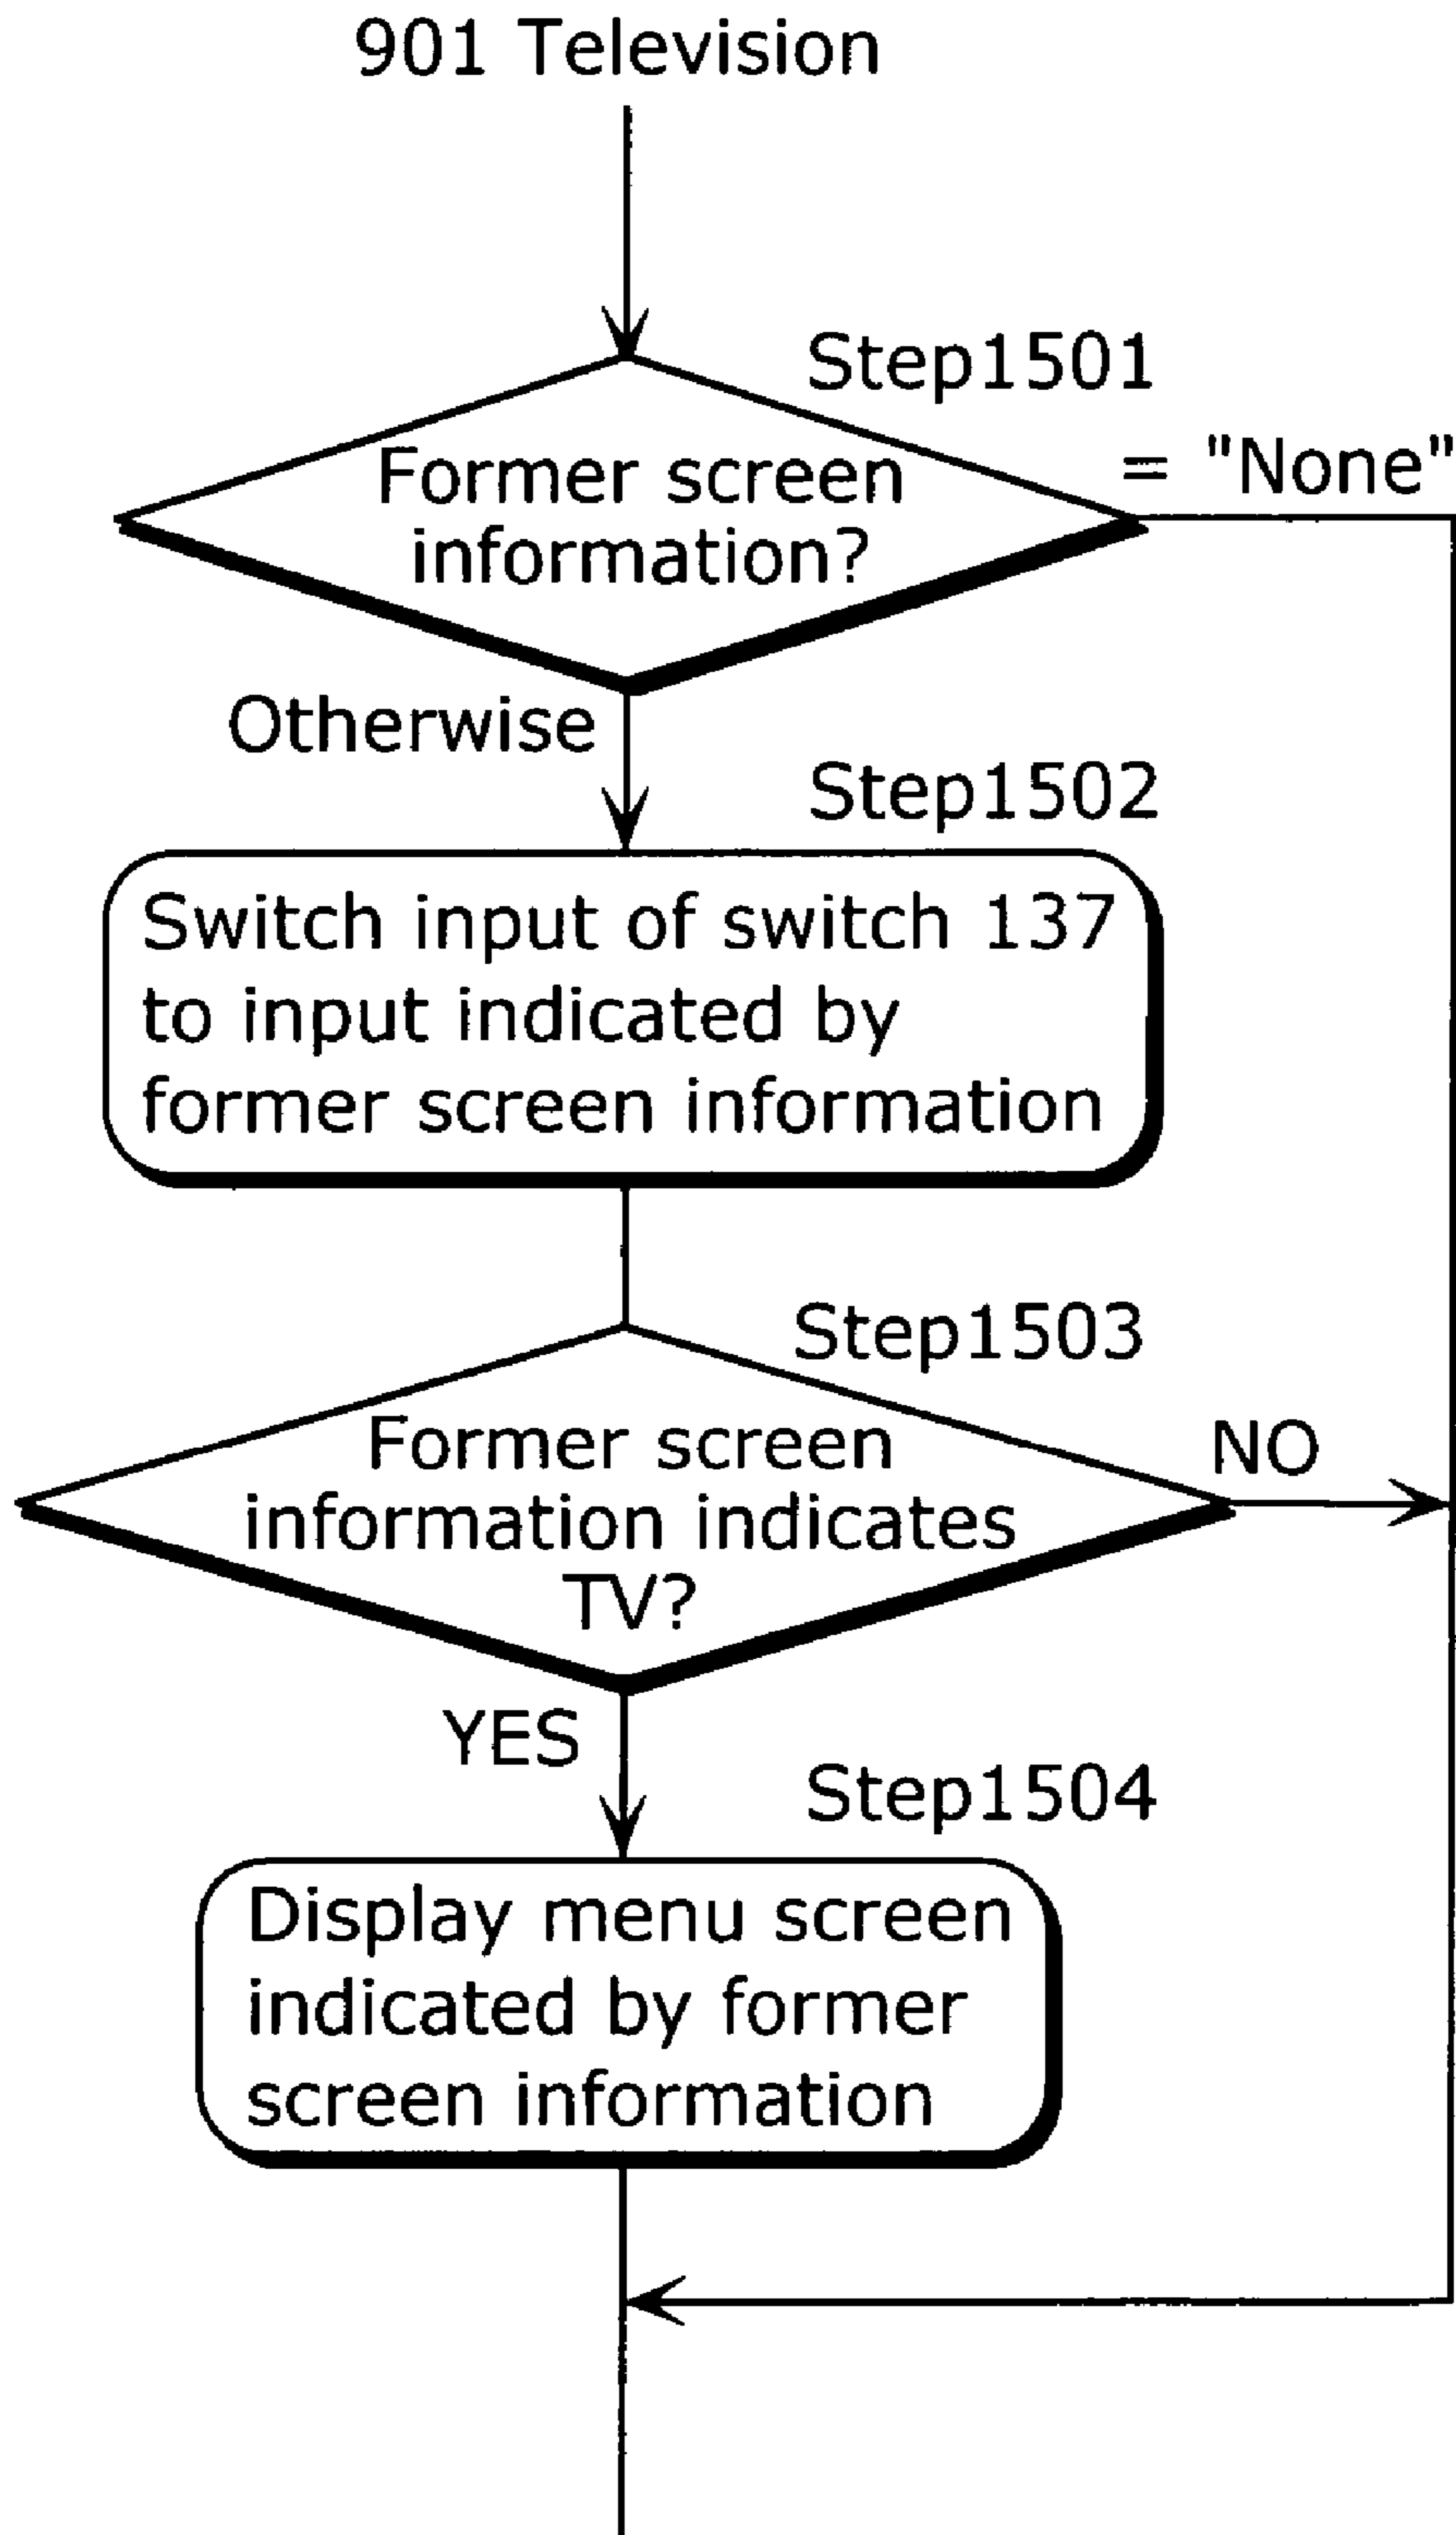 901 Television
Step1501
Former screen
information?
= "None"
Otherwise
Step1502
Switch input of switch 137
to input indicated by
former screen information
Step1503
Former screen
information indicates
TV?
NO
YES
Step1504
Display menu screen
indicated by former
screen information